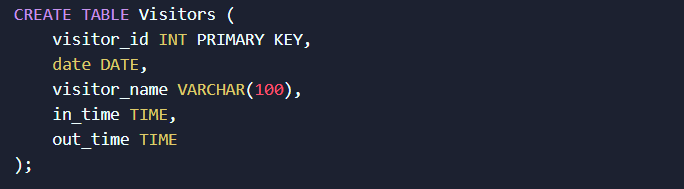 CREATE TABLE Visitors (
    visitor_id INT PRIMARY KEY,
    date DATE,
    visitor_name VARCHAR(100),
    in_time TIME,
    out_time TIME
);